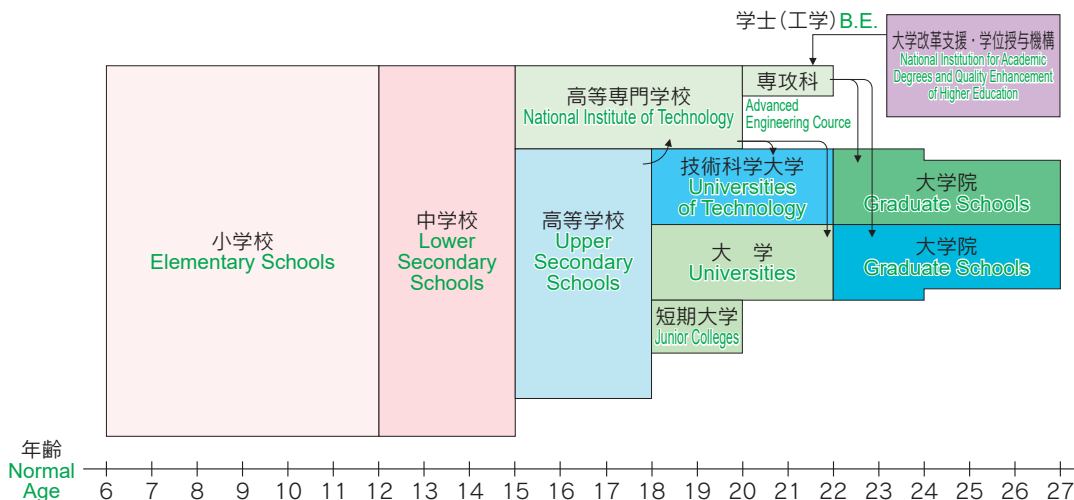 学士(工学) B.E.
大学改革支援・学位授与機構
National Institution for Academic
Degrees and Quality Enhancement
of Higher Education
高等専門学校
National Institute of Technology
専攻科
Advanced
Engineering Cource
小学校
Elementary Schools
中学校
Lower
Secondary
Schools
高等学校
Upper
Secondary
Schools
技術科学大学
Universities
of Technology
大学院
Graduate Schools
大 学
Universities
大学院
Graduate Schools
短期大学
Junior Colleges
年齢
Normal
Age
6 7 8 9 10 11 12 13 14 15 16 17 18 19 20 21 22 23 24 25 26 27